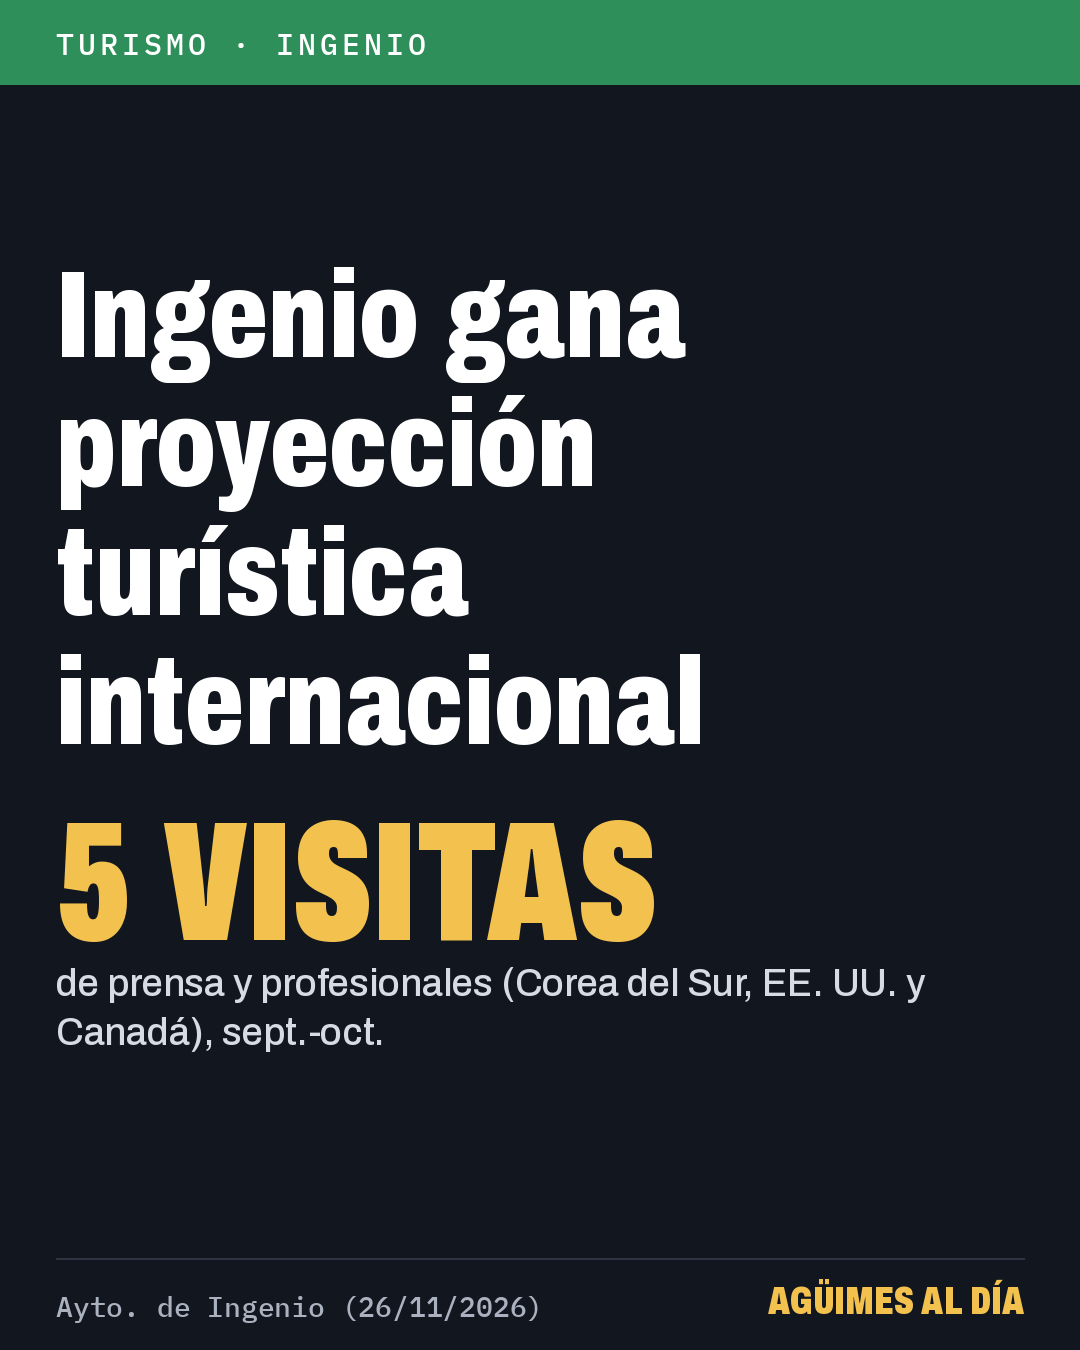 TURISMO · INGENIO
Ingenio gana
proyección
turística
internacional
5 VISITAS
de prensa y profesionales (Corea del Sur, EE. UU. y
Canadá), sept.-oct.
Ayto. de Ingenio (26/11/2026)
AGÜIMES AL DÍA